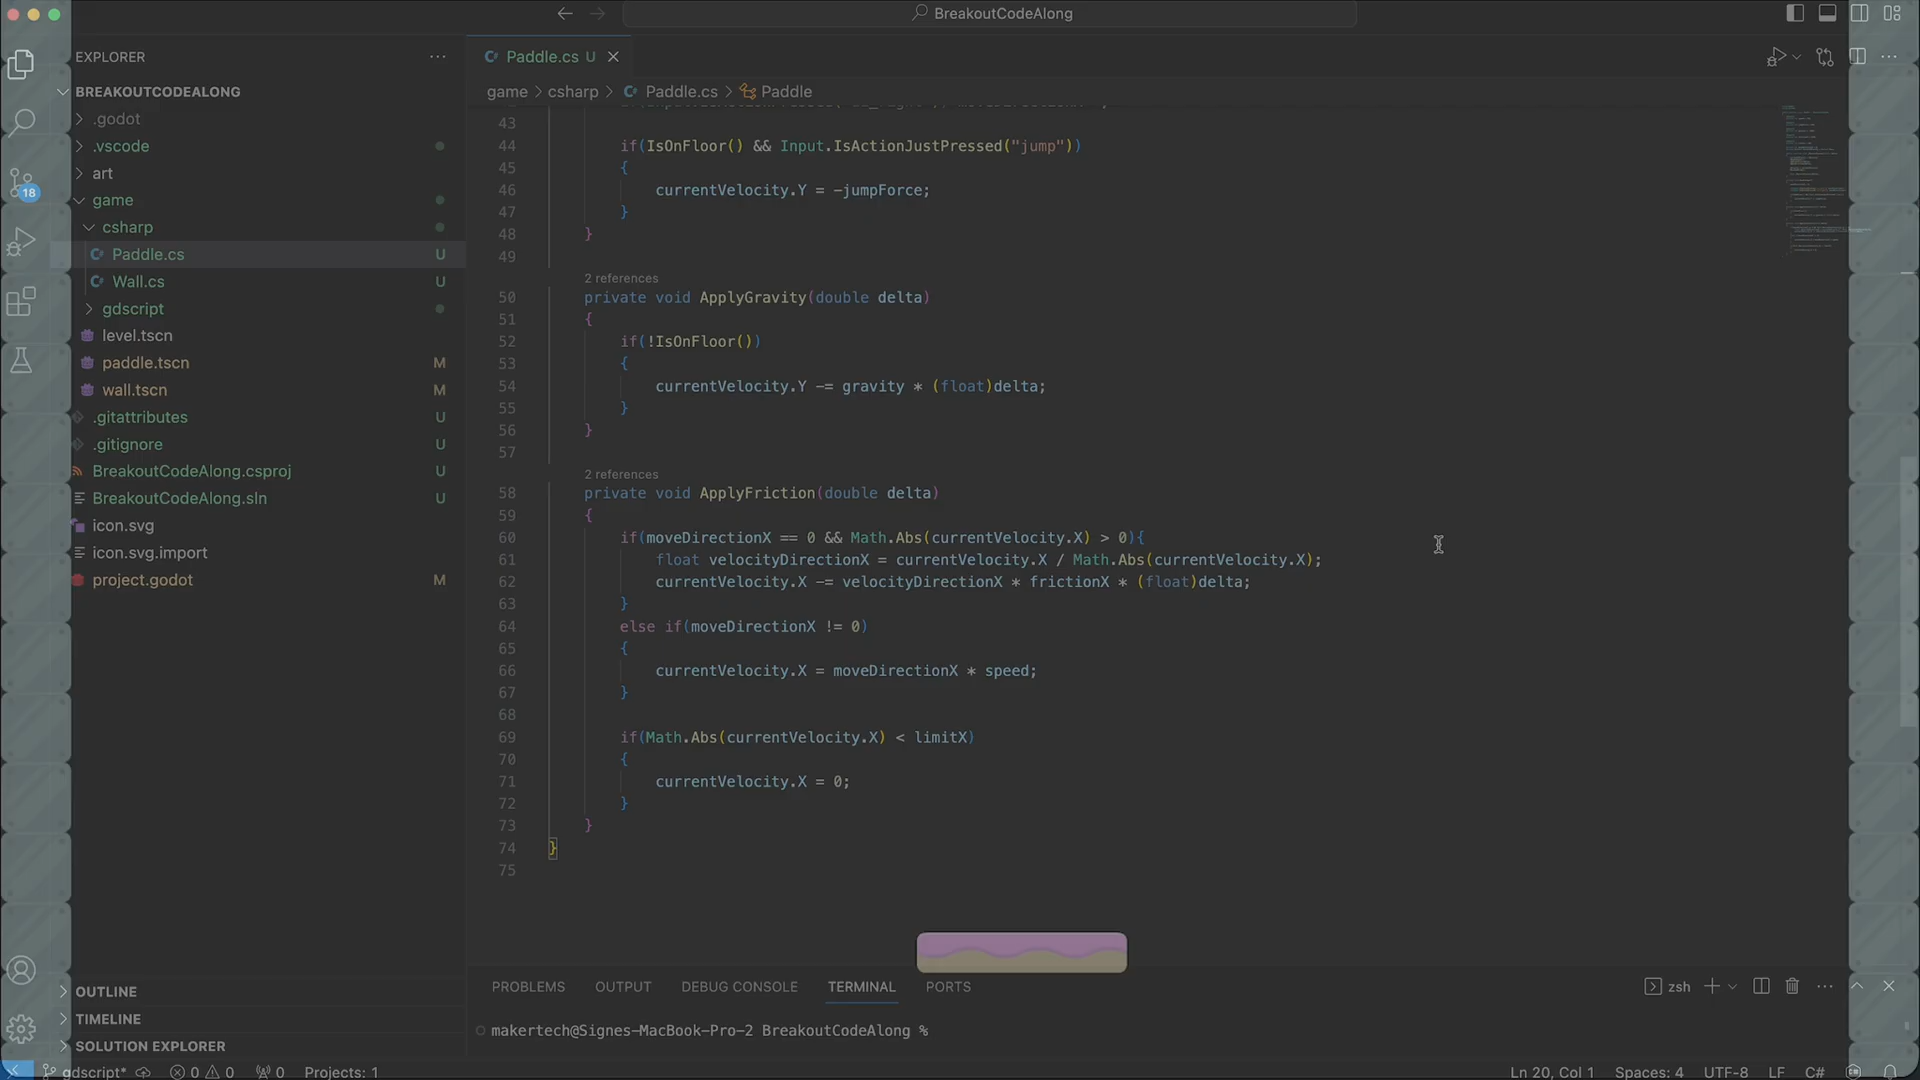 BreakoutCodeAlong
EXPLORER
BREAKOUTCODEALONG
.godot
.vscode
art
game
csharp
Paddle.cs U
Wall.cs U
gdscript
level.tscn
paddle.tscn M
wall.tscn M
.gitattributes U
.gitignore U
BreakoutCodeAlong.csproj U
BreakoutCodeAlong.sln U
icon.svg
icon.svg.import
project.godot M
18
OUTLINE
TIMELINE
SOLUTION EXPLORER
Paddle.cs U
game > csharp > Paddle.cs > Paddle
43
44 if(IsOnFloor() && Input.IsActionJustPressed("jump"))
45 {
46 currentVelocity.Y = -jumpForce;
47 }
48 }
49
2 references
50 private void ApplyGravity(double delta)
51 {
52 if(!IsOnFloor())
53 {
54 currentVelocity.Y -= gravity * (float)delta;
55 }
56 }
57
2 references
58 private void ApplyFriction(double delta)
59 {
60 if(moveDirectionX == 0 && Math.Abs(currentVelocity.X) > 0){
61 float velocityDirectionX = currentVelocity.X / Math.Abs(currentVelocity.X);
62 currentVelocity.X -= velocityDirectionX * frictionX * (float)delta;
63 }
64 else if(moveDirectionX != 0)
65 {
66 currentVelocity.X = moveDirectionX * speed;
67 }
68
69 if(Math.Abs(currentVelocity.X) < limitX)
70 {
71 currentVelocity.X = 0;
72 }
73 }
74 }
75
PROBLEMS OUTPUT DEBUG CONSOLE TERMINAL PORTS
zsh
makertech@Signes-MacBook-Pro-2 BreakoutCodeAlong %
gdscript* 0 0 0 Projects: 1
Ln 20, Col 1 Spaces: 4 UTF-8 LF C#